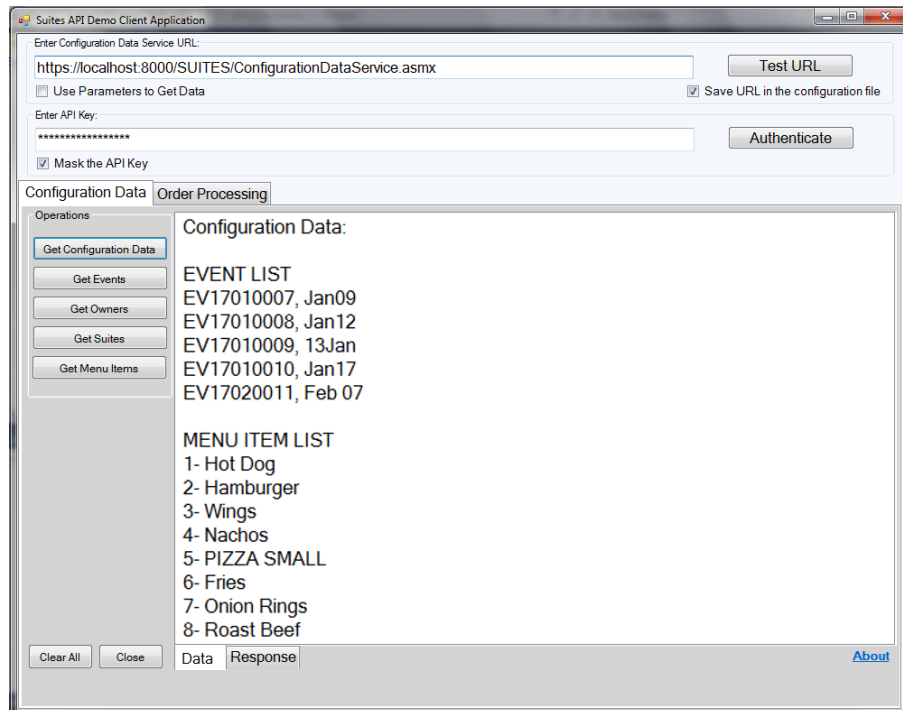 Suites API Demo Client Application
Enter Configuration Data Service URL:
https://localhost:8000/SUITES/ConfigurationDataService.asmx
Test URL
Use Parameters to Get Data
Save URL in the configuration file
Enter API Key:
*****************
Authenticate
Mask the API Key
Configuration Data
Order Processing
Operations
Get Configuration Data
Get Events
Get Owners
Get Suites
Get Menu Items
Configuration Data:
EVENT LIST
EV17010007, Jan09
EV17010008, Jan12
EV17010009, 13Jan
EV17010010, Jan17
EV17020011, Feb 07
MENU ITEM LIST
1- Hot Dog
2- Hamburger
3- Wings
4- Nachos
5- PIZZA SMALL
6- Fries
7- Onion Rings
8- Roast Beef
Clear All
Close
Data
Response
About